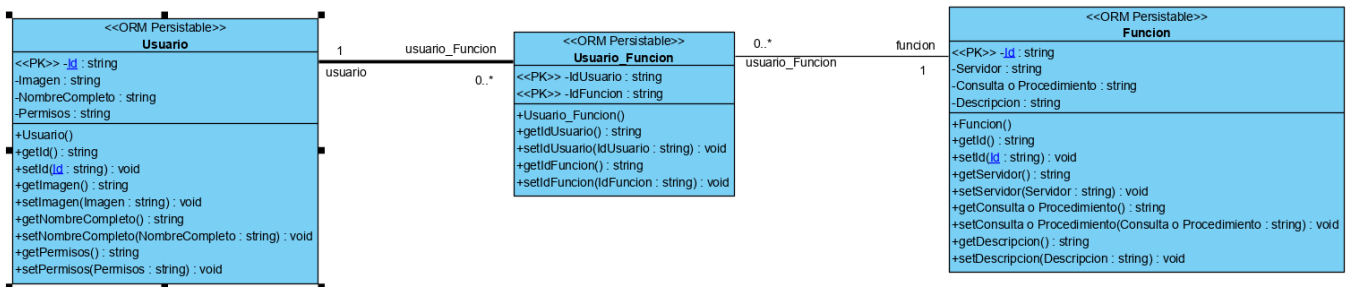 <<ORM Persistable>>
Usuario
<<PK>> -Id : string
-Imagen : string
-NombreCompleto : string
-Permisos : string
+Usuario()
+getId() : string
+setId(Id : string) : void
+getImagen() : string
+setImagen(Imagen : string) : void
+getNombreCompleto() : string
+setNombreCompleto(NombreCompleto : string) : void
+getPermisos() : string
+setPermisos(Permisos : string) : void
1
usuario
usuario_Funcion
0..*
<<ORM Persistable>>
Usuario_Funcion
<<PK>> -IdUsuario : string
<<PK>> -IdFuncion : string
+Usuario_Funcion()
+getIdUsuario() : string
+setIdUsuario(IdUsuario : string) : void
+getIdFuncion() : string
+setIdFuncion(IdFuncion : string) : void
0..*
usuario_Funcion
funcion
1
<<ORM Persistable>>
Funcion
<<PK>> -Id : string
-Servidor : string
-Consulta o Procedimiento : string
-Descripcion : string
+Funcion()
+getId() : string
+setId(Id : string) : void
+getServidor() : string
+setServidor(Servidor : string) : void
+getConsulta o Procedimiento() : string
+setConsulta o Procedimiento(Consulta o Procedimiento : string) : void
+getDescripcion() : string
+setDescripcion(Descripcion : string) : void